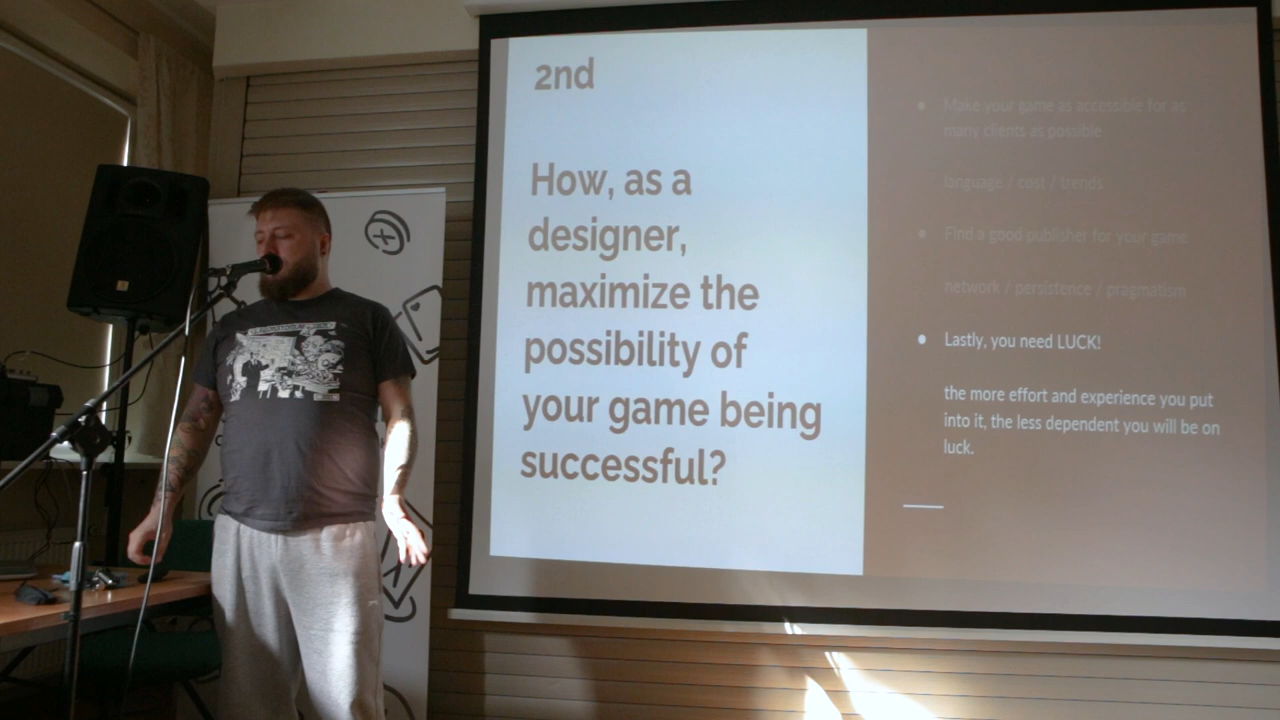 2nd
How, as a
designer,
maximize the
possibility of
your game being
successful?
Make your game as accessible for as
many clients as possible
language / cost / trends
Find a good publisher for your game
network / persistence / pragmatism
Lastly, you need LUCK!
the more effort and experience you put
into it, the less dependent you will be on
luck.